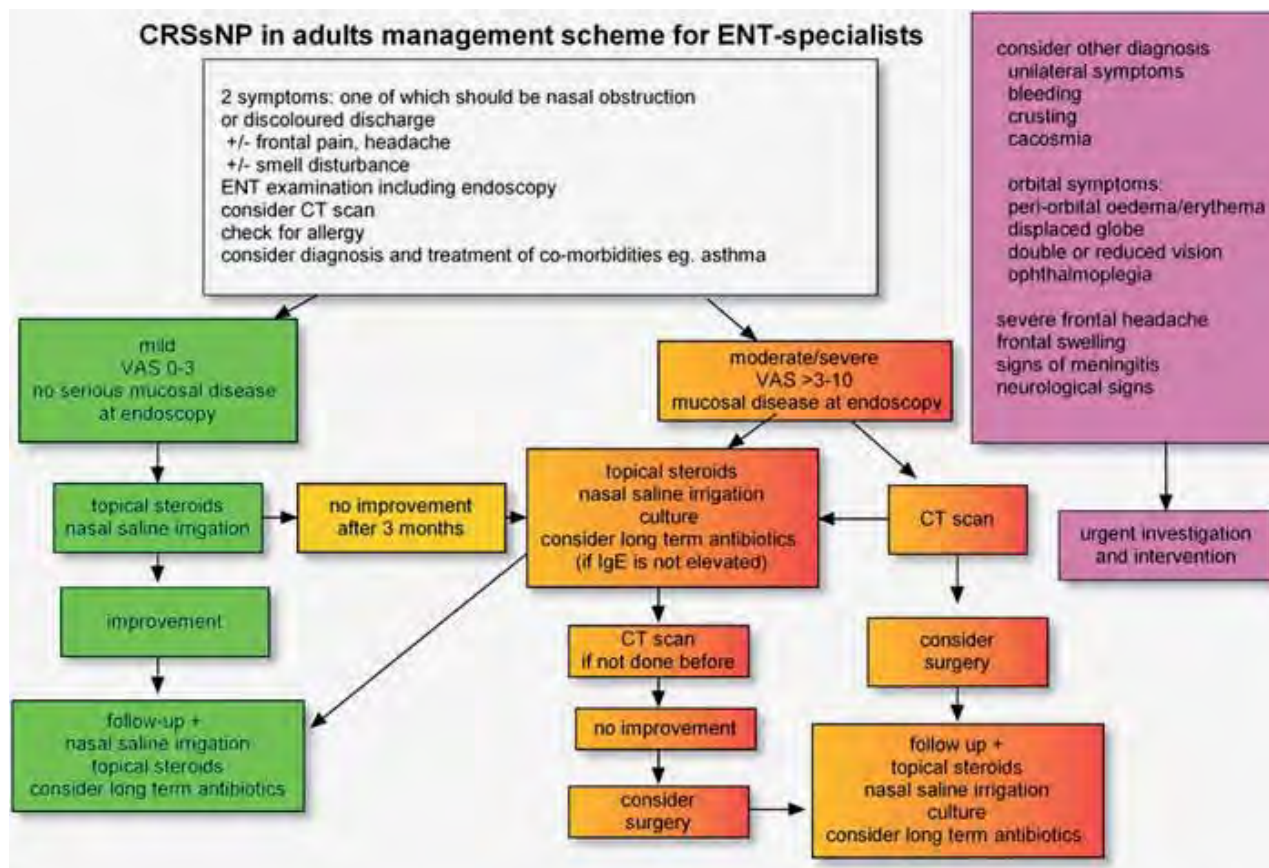 CRSsNP in adults management scheme for ENT-specialists
2 symptoms: one of which should be nasal obstruction
or discoloured discharge
+/- frontal pain, headache
+/- smell disturbance
ENT examination including endoscopy
consider CT scan
check for allergy
consider diagnosis and treatment of co-morbidities eg. asthma
consider other diagnosis
unilateral symptoms
bleeding
crusting
cacosmia
orbital symptoms:
peri-orbital oedema/erythema
displaced globe
double or reduced vision
ophthalmoplegia
severe frontal headache
frontal swelling
signs of meningitis
neurological signs
mild
VAS 0-3
no serious mucosal disease
at endoscopy
moderate/severe
VAS >3-10
mucosal disease at endoscopy
topical steroids
nasal saline irrigation
no improvement
after 3 months
topical steroids
nasal saline irrigation
culture
consider long term antibiotics
(if IgE is not elevated)
CT scan
urgent investigation
and intervention
improvement
CT scan
if not done before
consider
surgery
follow-up +
nasal saline irrigation
topical steroids
consider long term antibiotics
no improvement
consider
surgery
follow up +
topical steroids
nasal saline irrigation
culture
consider long term antibiotics